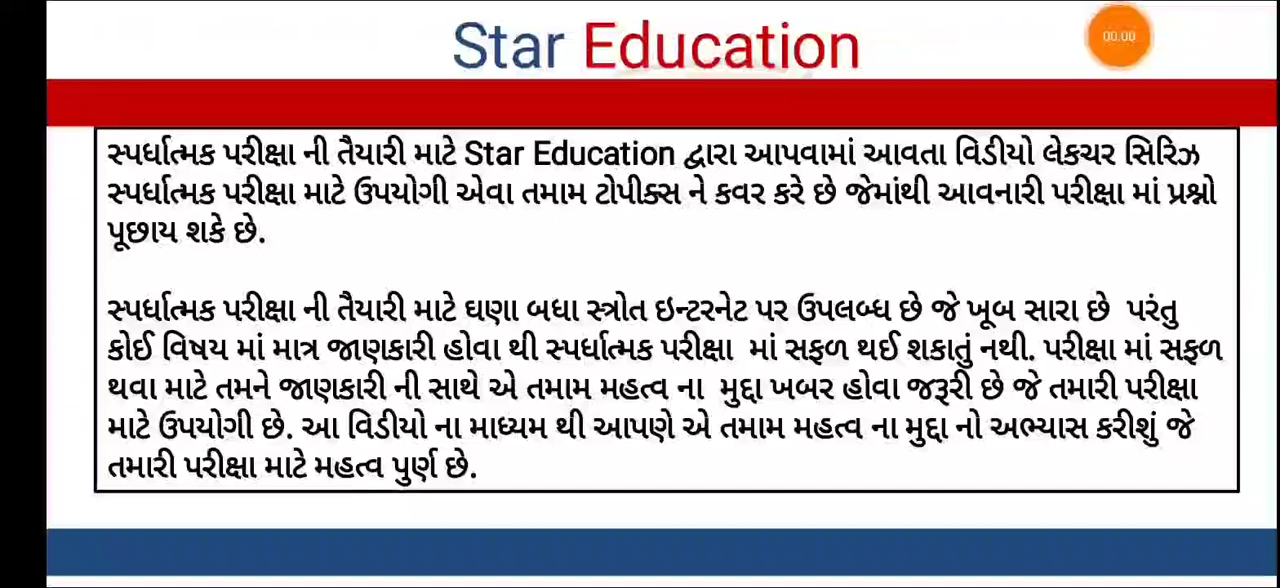 Star Education
00.00
સ્પર્ધાત્મક પરીક્ષા ની તૈયારી માટે Star Education દ્વારા આપવામાં આવતા વિડીયો લેકચર સિરિઝ
સ્પર્ધાત્મક પરીક્ષા માટે ઉપયોગી એવા તમામ ટોપીક્સ ને કવર કરે છે જેમાંથી આવનારી પરીક્ષા માં પ્રશ્નો
પૂછાય શકે છે.
સ્પર્ધાત્મક પરીક્ષા ની તૈયારી માટે ઘણા બધા સ્ત્રોત ઇન્ટરનેટ પર ઉપલબ્ધ છે જે ખૂબ સારા છે પરંતુ
કોઈ વિષય માં માત્ર જાણકારી હોવા થી સ્પર્ધાત્મક પરીક્ષા માં સફળ થઈ શકાતું નથી. પરીક્ષા માં સફળ
થવા માટે તમને જાણકારી ની સાથે એ તમામ મહત્વ ના મુદ્દા ખબર હોવા જરૂરી છે જે તમારી પરીક્ષા
માટે ઉપયોગી છે. આ વિડીયો ના માધ્યમ થી આપણે એ તમામ મહત્વ ના મુદ્દા નો અભ્યાસ કરીશું જે
તમારી પરીક્ષા માટે મહત્વ પુર્ણ છે.